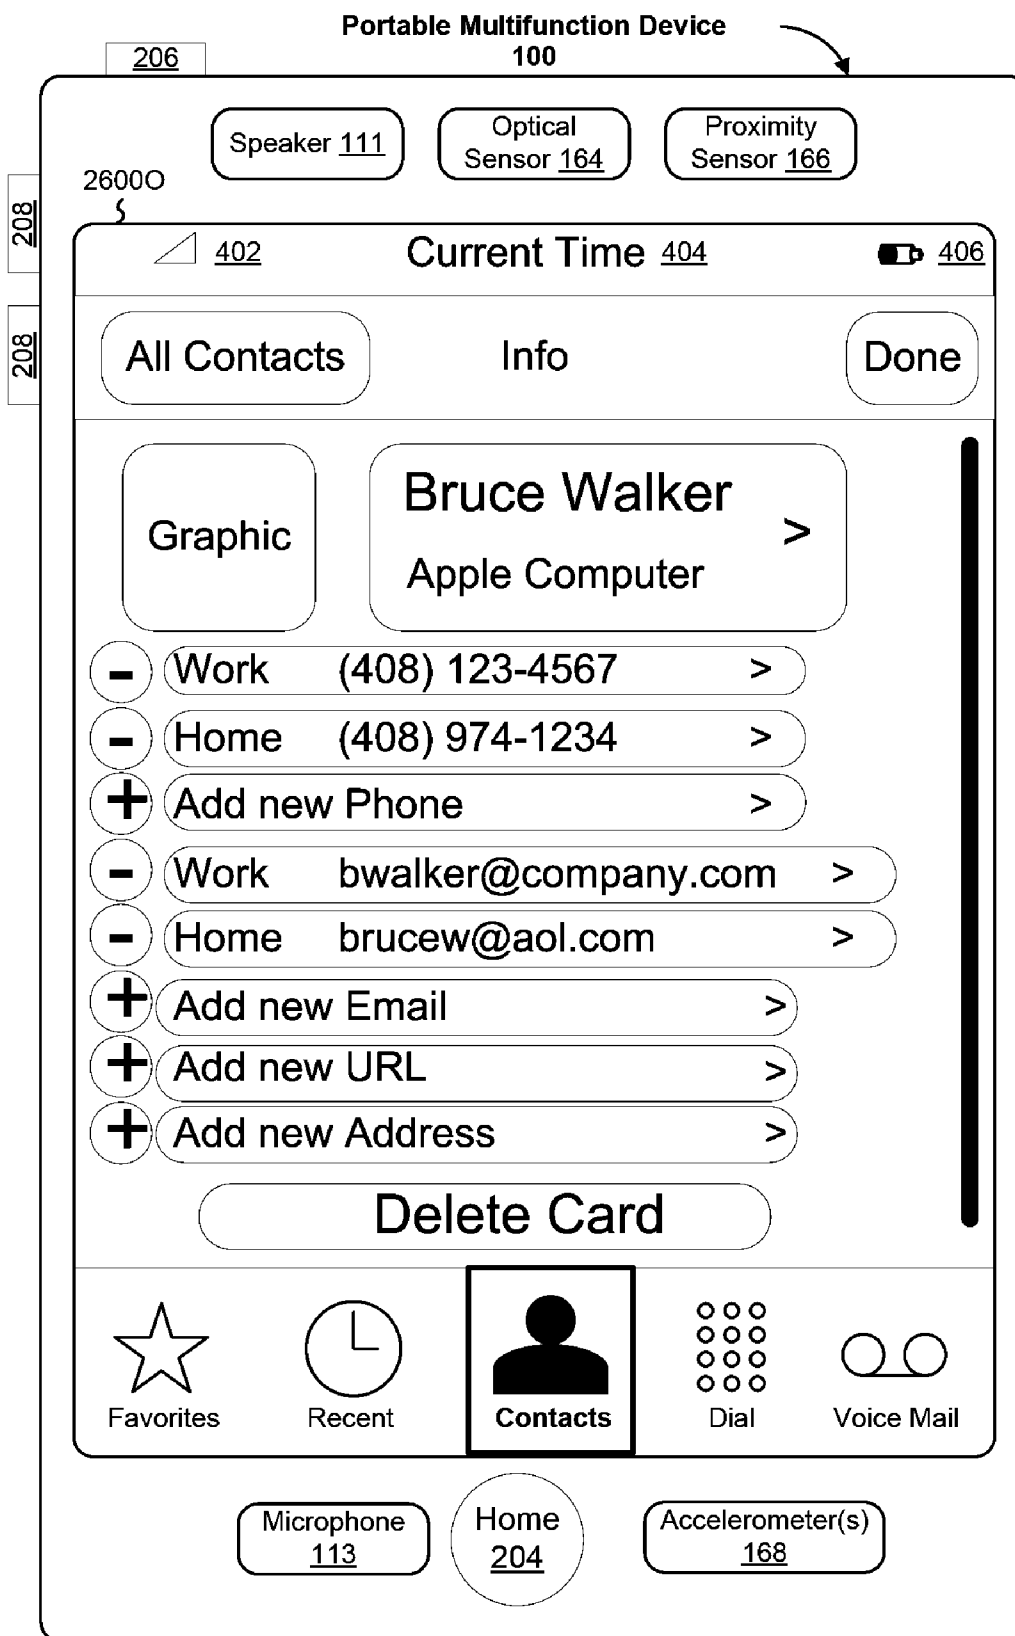 Portable Multifunction Device
100
206
Speaker 111
Optical
Sensor 164
Proximity
Sensor 166
2600O
208
208
402
Current Time 404
406
All Contacts
Info
Done
Graphic
Bruce Walker
>
Apple Computer
- Work (408) 123-4567 >
- Home (408) 974-1234 >
+ Add new Phone >
- Work bwalker@company.com >
- Home brucew@aol.com >
+ Add new Email >
+ Add new URL >
+ Add new Address >
Delete Card
Favorites
Recent
Contacts
Dial
Voice Mail
Microphone
113
Home
204
Accelerometer(s)
168